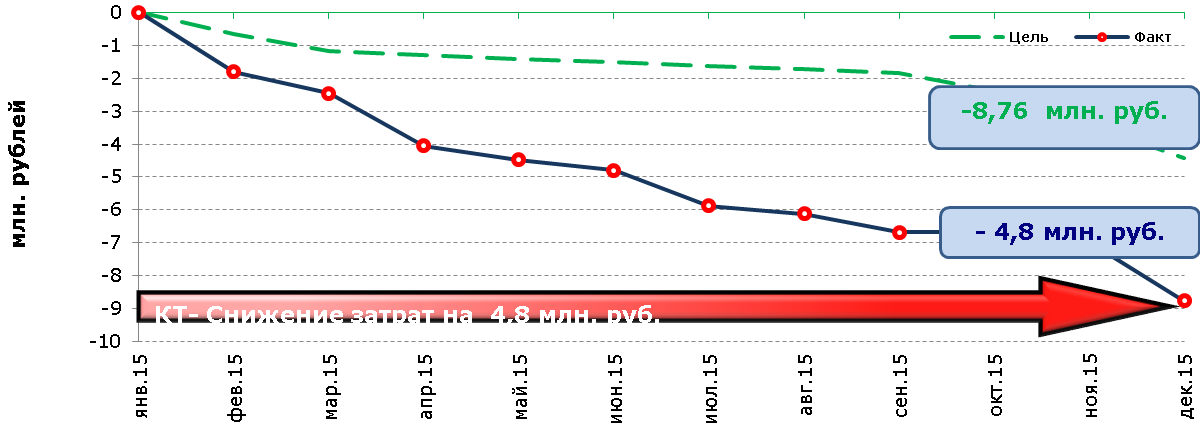 млн. рублей
0
-1
-2
-3
-4
-5
-6
-7
-8
-9
-10
Цель
Факт
-8,76 млн. руб.
- 4,8 млн. руб.
КТ- Снижение затрат на 4,8 млн. руб.
янв.15
фев.15
мар.15
апр.15
май.15
июн.15
июл.15
авг.15
сен.15
окт.15
ноя.15
дек.15